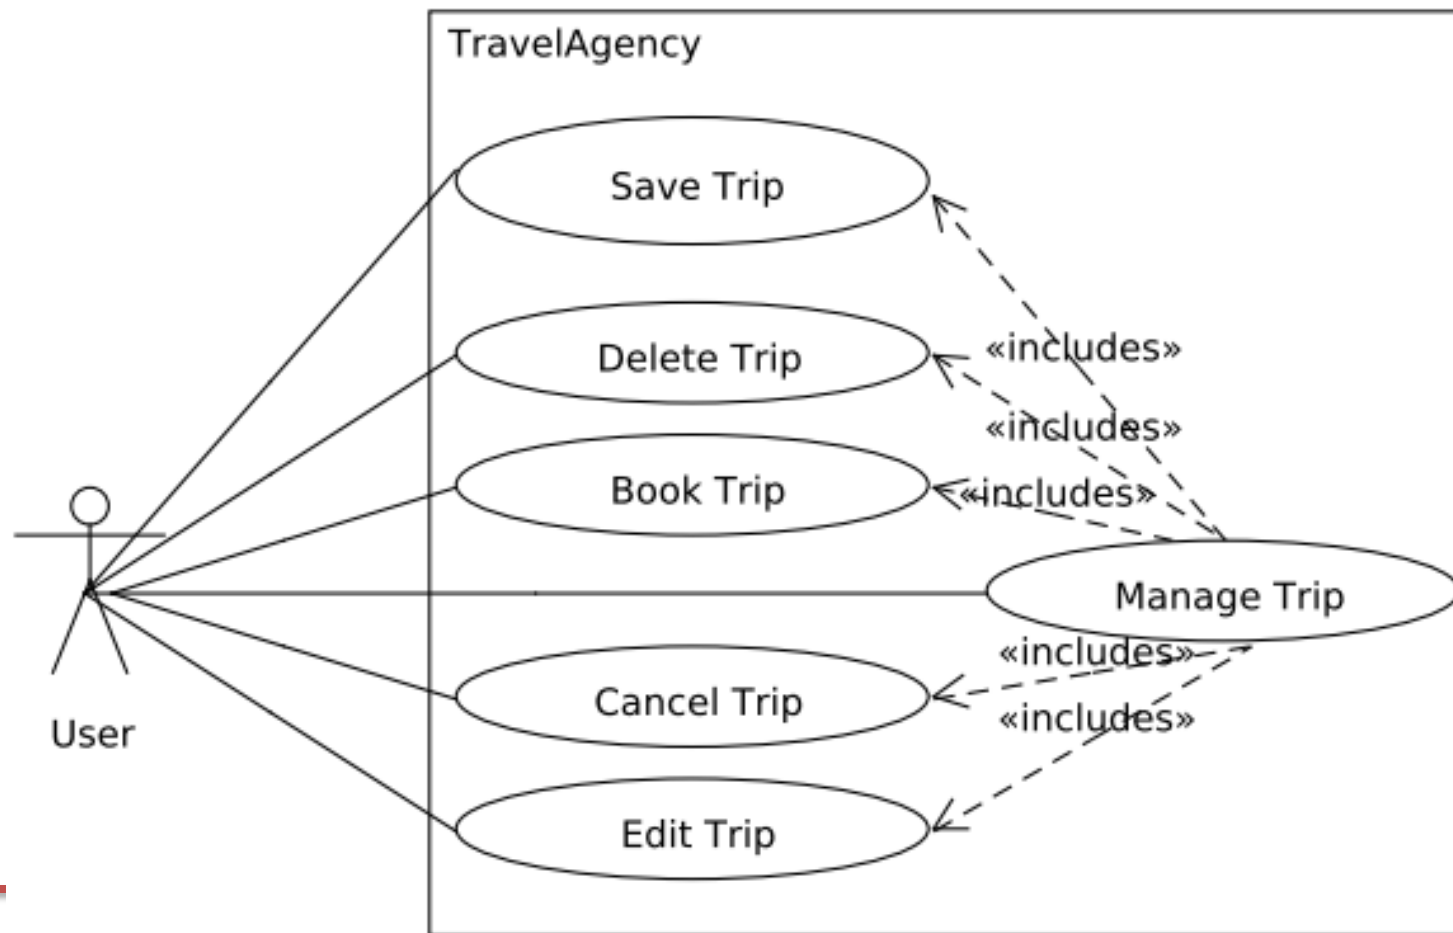 TravelAgency
Save Trip
Delete Trip
«includes»
«includes»
Book Trip
«includes»
Manage Trip
«includes»
Cancel Trip
«includes»
User
Edit Trip